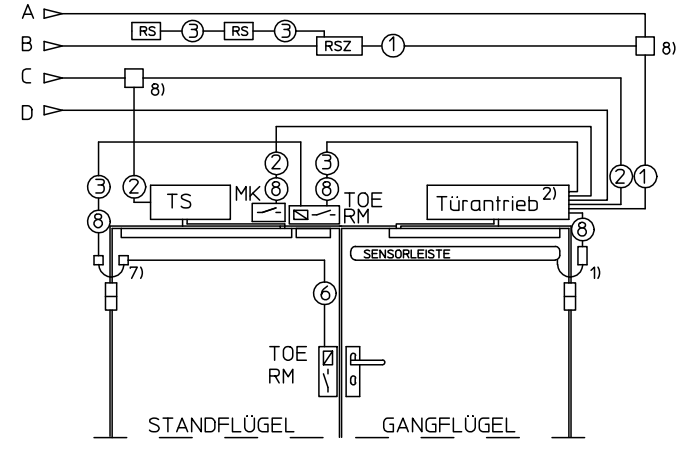 A
RS 3 RS 3
B RSZ 1 8)
C 8)
D
3 2 2 3 2 1
8 8
TS MK TOE RM Türantrieb 2)
8 8
7) SENSORLEISTE 1)
6
TOE
RM
STANDFLÜGEL GANGFLÜGEL